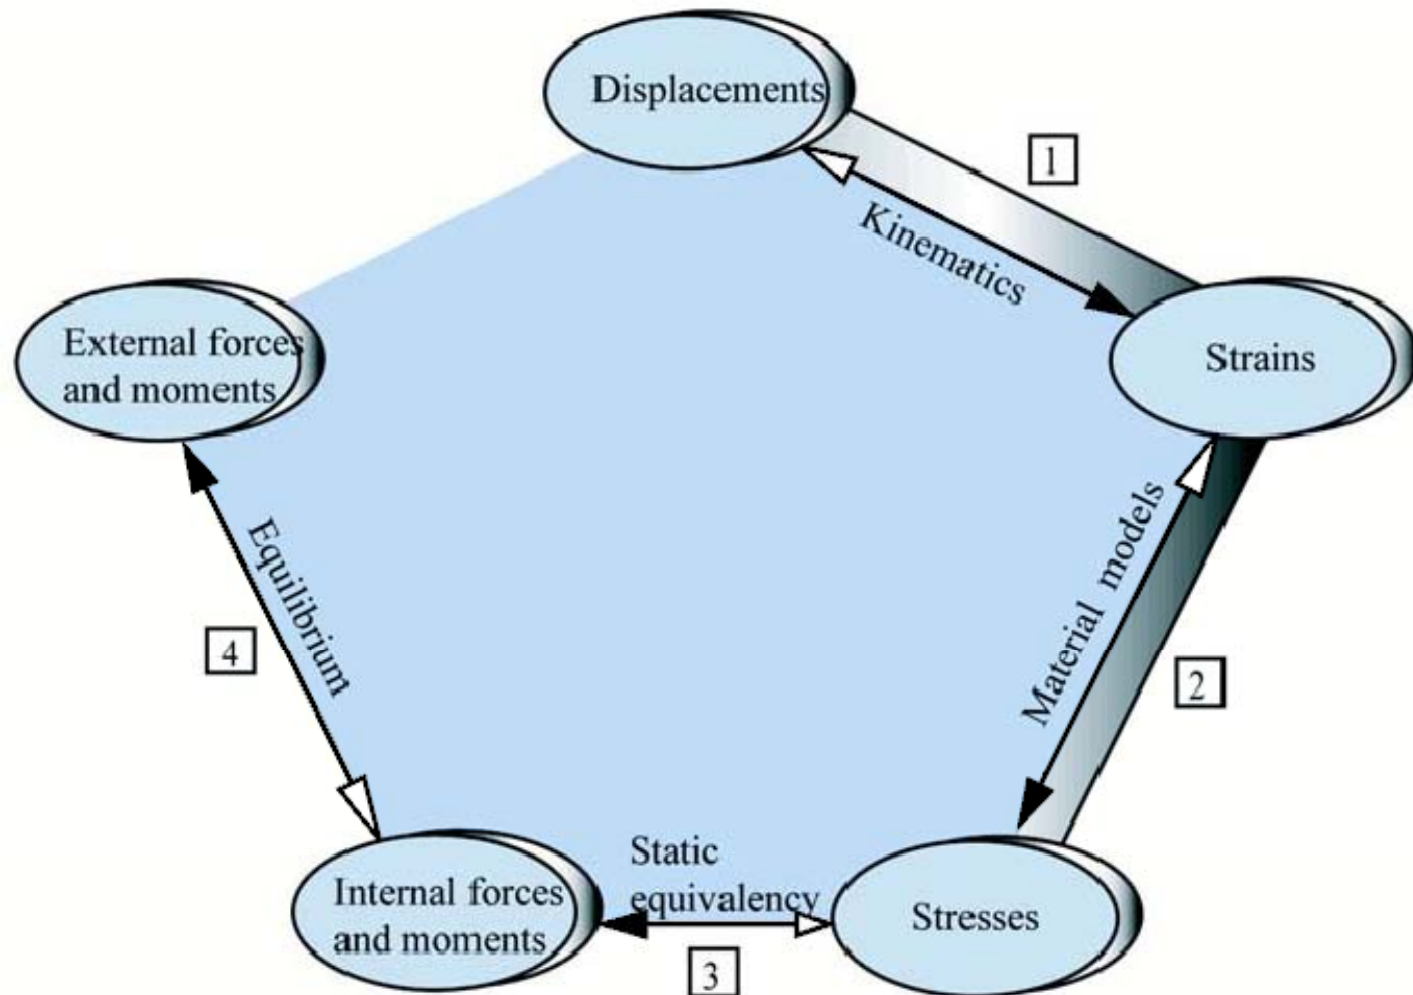 Displacements
1
Kinematics
Strains
External forces
and moments
Equilibrium
Material models
4
2
Static
equivalency
Internal forces
and moments
Stresses
3